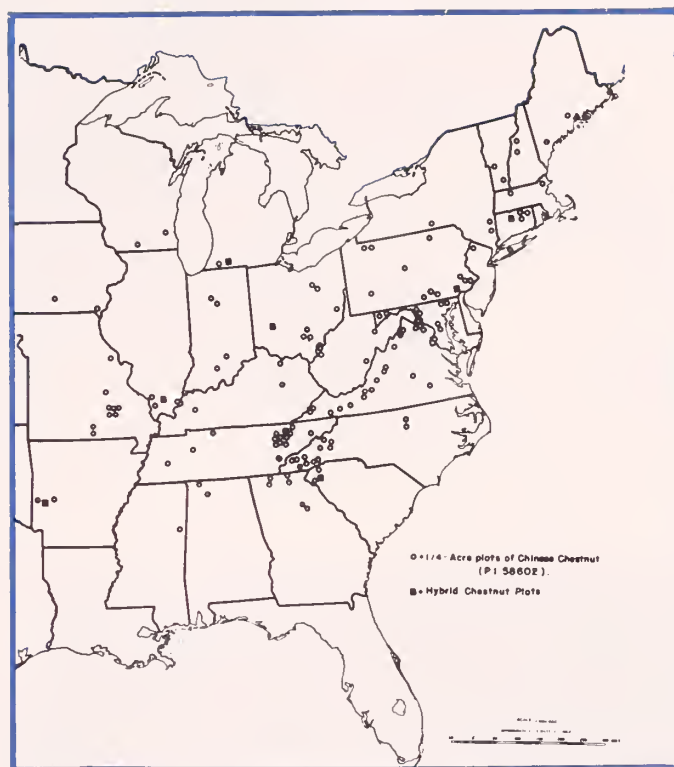 o = 1/4 - Acre plots of Chinese Chestnut
(P.I. 58602).
■ = Hybrid Chestnut Plots